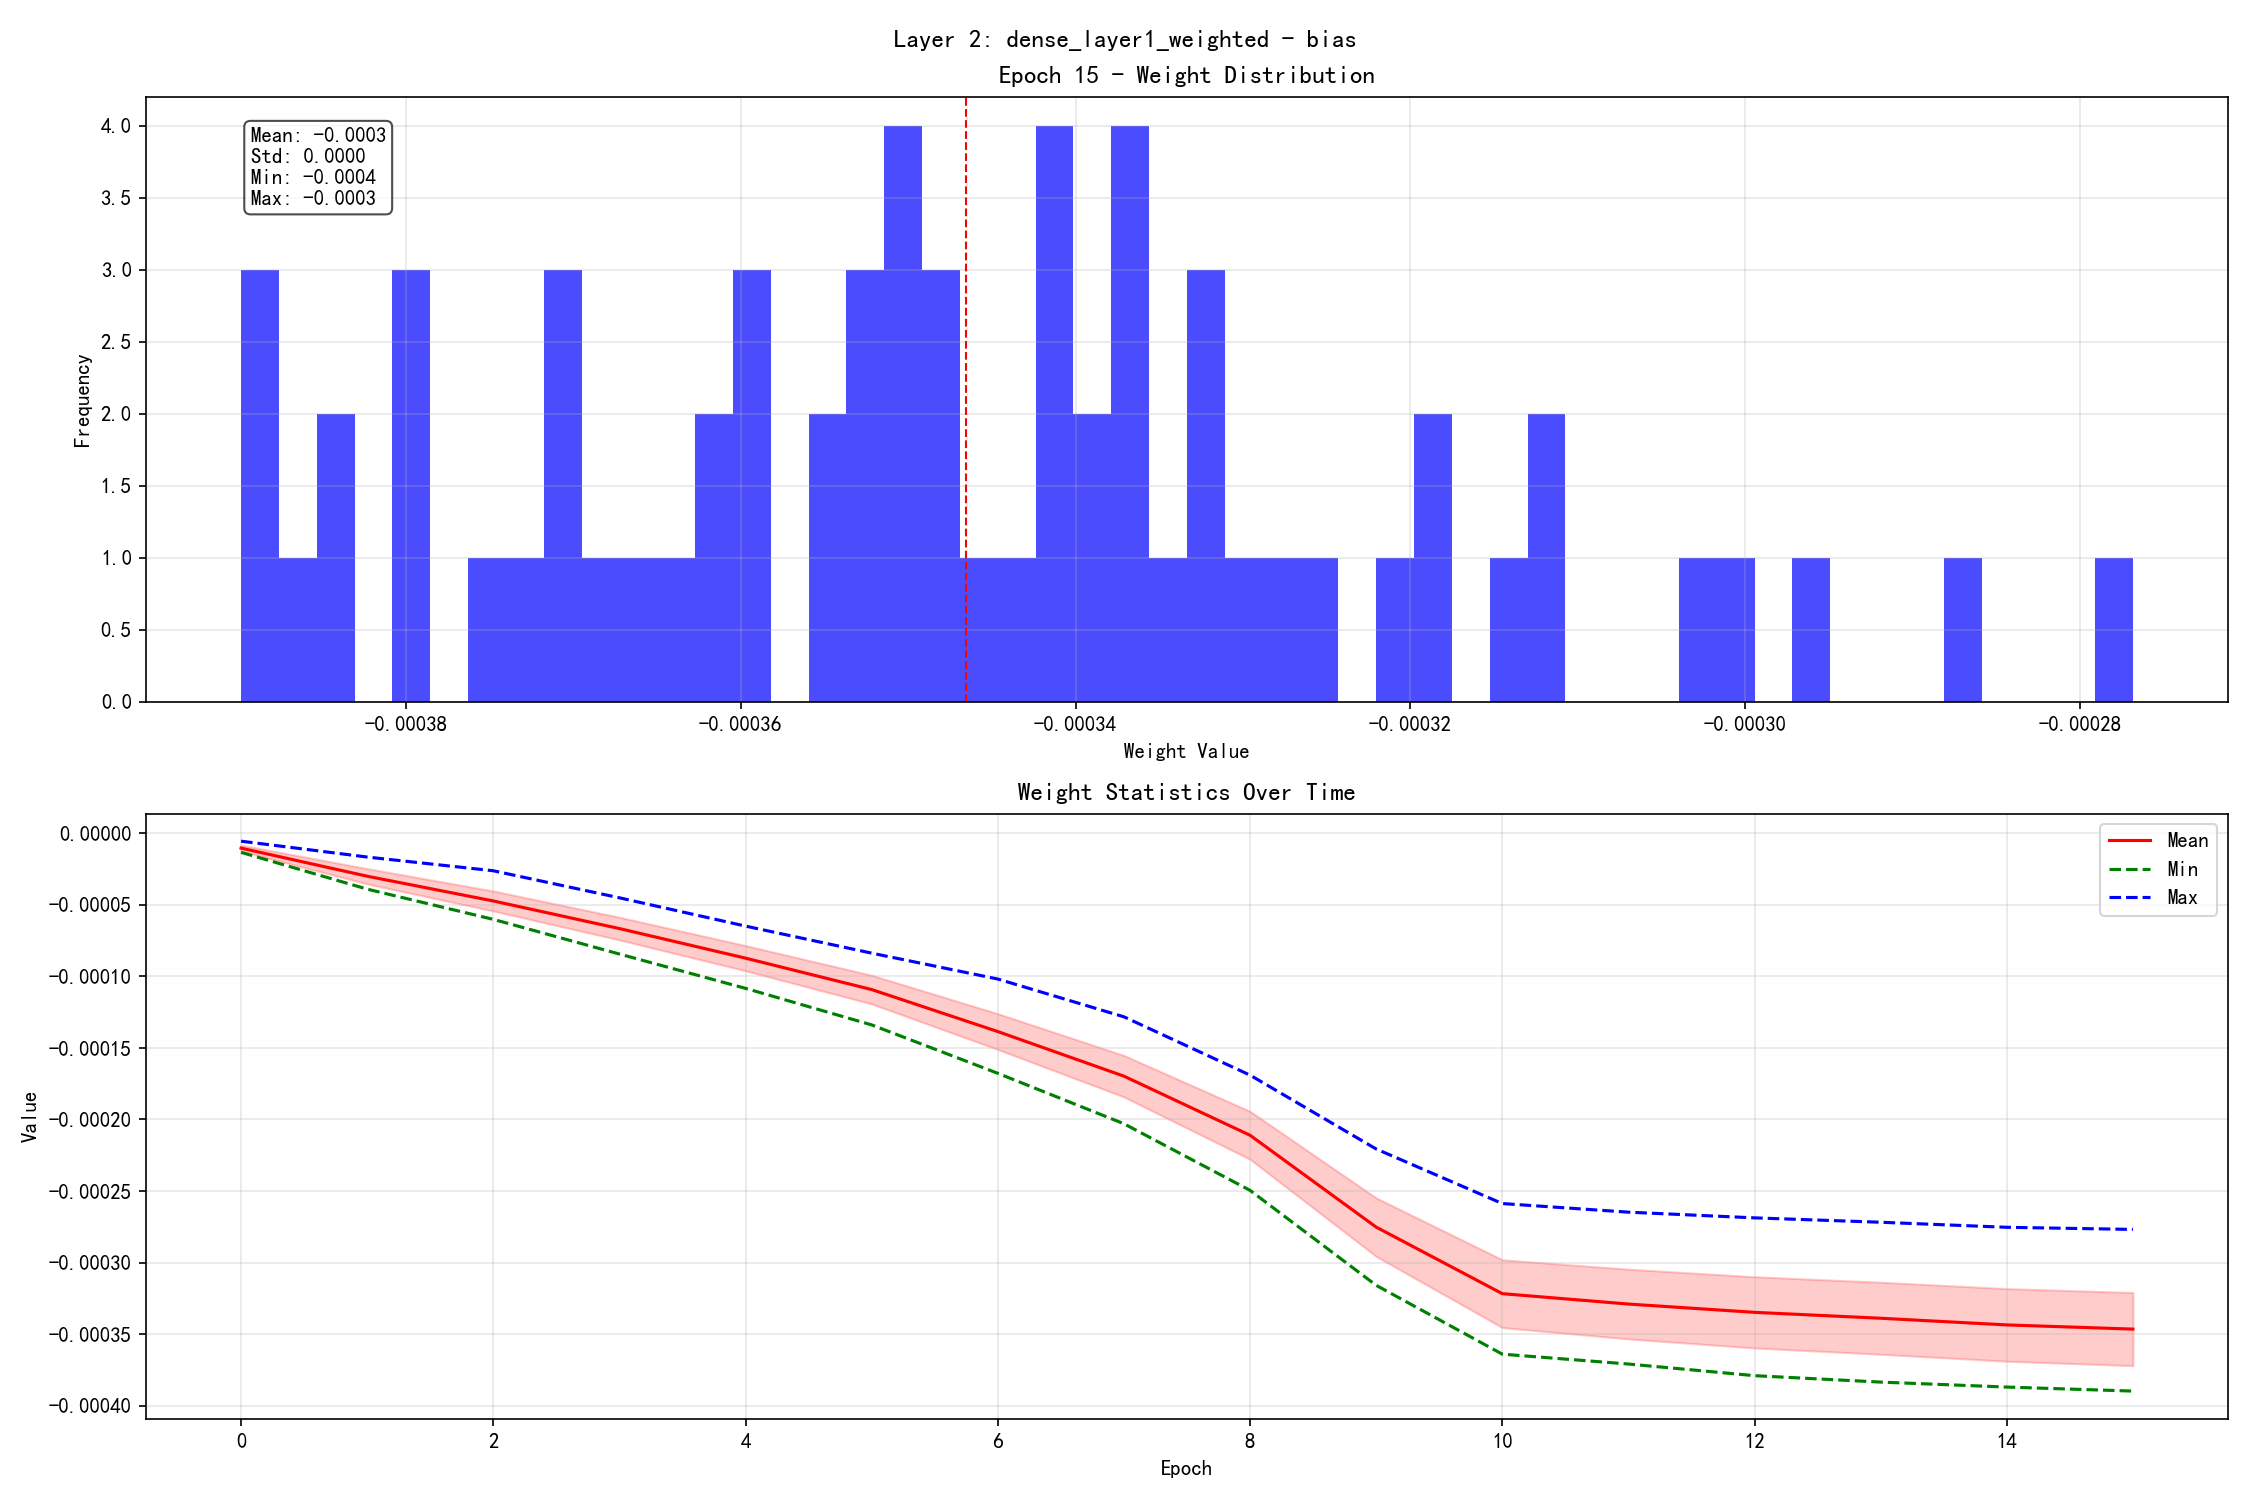 Layer 2: dense_layer1_weighted - bias
Epoch 15 - Weight Distribution
Mean: -0.0003
Std: 0.0000
Min: -0.0004
Max: -0.0003
4.0
3.5
3.0
2.5
2.0
1.5
1.0
0.5
0.0
Frequency
-0.00038 -0.00036 -0.00034 -0.00032 -0.00030 -0.00028
Weight Value
Weight Statistics Over Time
Mean
Min
Max
0.00000
-0.00005
-0.00010
-0.00015
-0.00020
-0.00025
-0.00030
-0.00035
-0.00040
Value
0 2 4 6 8 10 12 14
Epoch